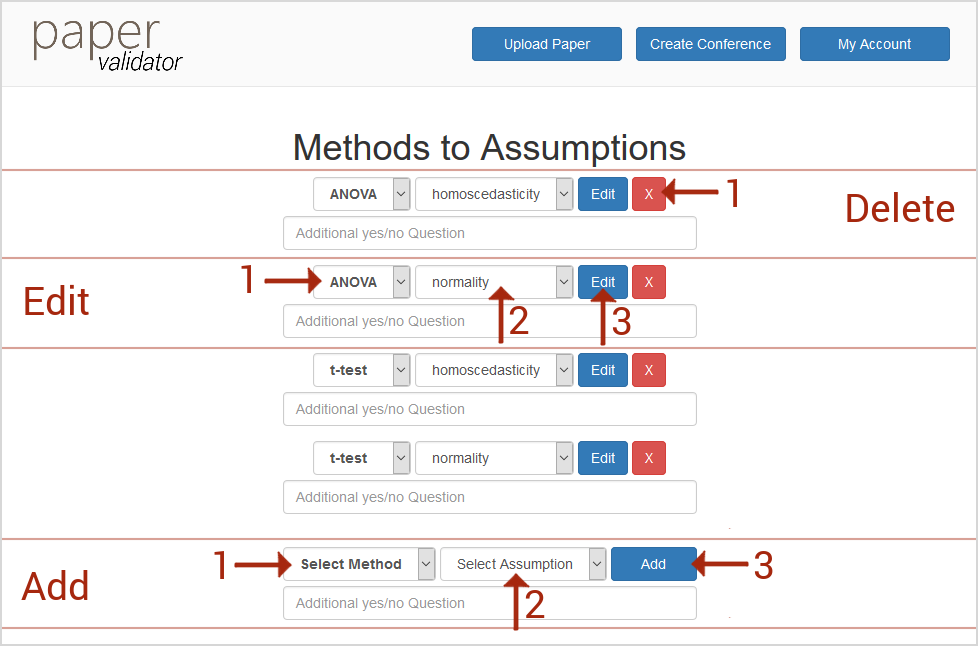 paper validator
Upload Paper Create Conference My Account
Methods to Assumptions
ANOVA homoscedasticity Edit X 1
Delete
Additional yes/no Question
1 ANOVA normality Edit X
Edit
Additional yes/no Question 2 3
t-test homoscedasticity Edit X
Additional yes/no Question
t-test normality Edit X
Additional yes/no Question
1 Select Method Select Assumption Add 3
Add
Additional yes/no Question 2